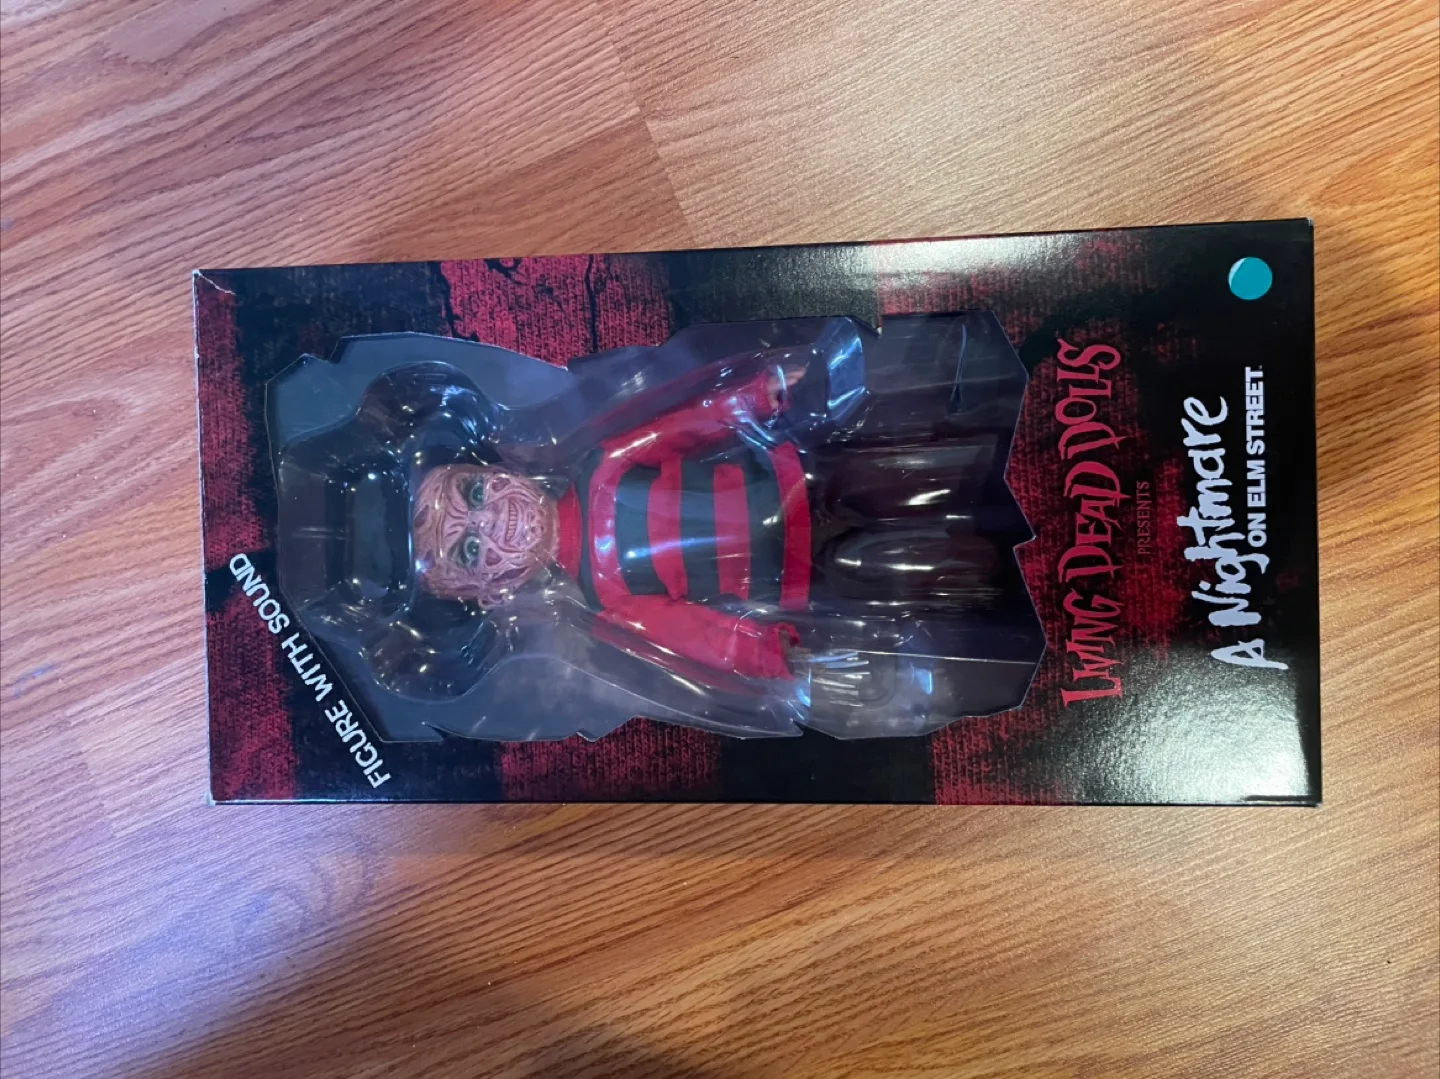 FIGURE WITH SOUND
LIVING DEAD DOLLS
PRESENTS
A Nightmare
ON ELM STREET